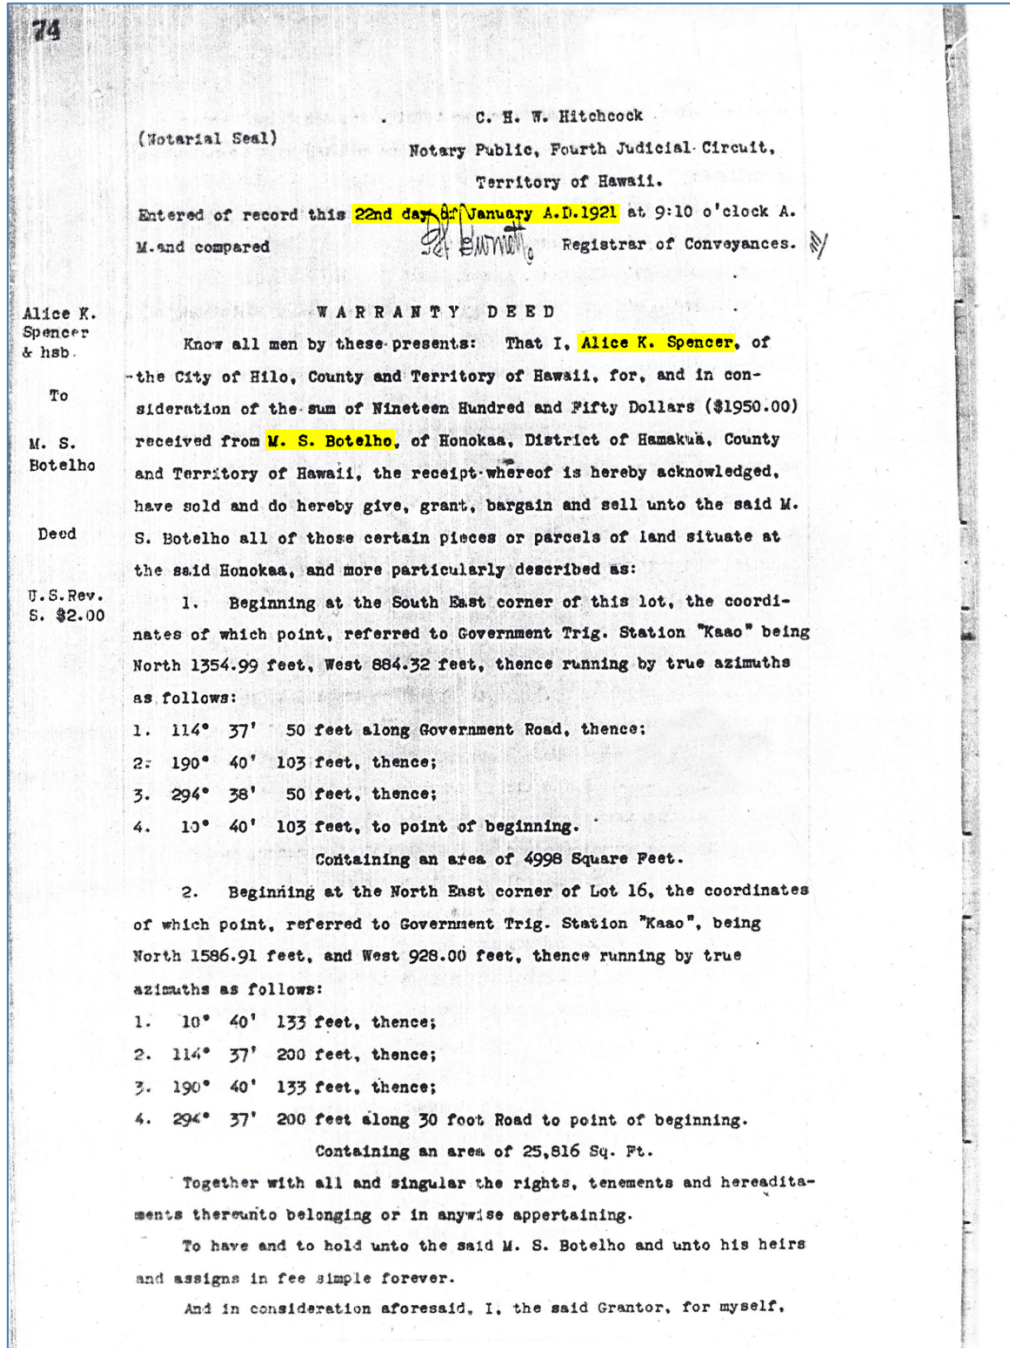 74
C. H. W. Hitchcock
(Notarial Seal)
Notary Public, Fourth Judicial Circuit,
Territory of Hawaii.
Entered of record this 22nd day of January A.D.1921 at 9:10 o'clock A.
M.and compared Registrar of Conveyances.
WARRANTY DEED
Alice K.
Spencer
& hsb.
To
M. S.
Botelho
Deed
U.S.Rev.
S. $2.00
Know all men by these presents: That I, Alice K. Spencer, of
the City of Hilo, County and Territory of Hawaii, for, and in con-
sideration of the sum of Nineteen Hundred and Fifty Dollars ($1950.00)
received from M. S. Botelho, of Honokaa, District of Hamakua, County
and Territory of Hawaii, the receipt whereof is hereby acknowledged,
have sold and do hereby give, grant, bargain and sell unto the said M.
S. Botelho all of those certain pieces or parcels of land situate at
the said Honokaa, and more particularly described as:
1. Beginning at the South East corner of this lot, the coordi-
nates of which point, referred to Government Trig. Station "Kaao" being
North 1354.99 feet, West 884.32 feet, thence running by true azimuths
as follows:
1. 114° 37' 50 feet along Government Road, thence;
2. 190° 40' 103 feet, thence;
3. 294° 38' 50 feet, thence;
4. 10° 40' 103 feet, to point of beginning.
Containing an area of 4998 Square Feet.
2. Beginning at the North East corner of Lot 16, the coordinates
of which point, referred to Government Trig. Station "Kaao", being
North 1586.91 feet, and West 928.00 feet, thence running by true
azimuths as follows:
1. 10° 40' 133 feet, thence;
2. 114° 37' 200 feet, thence;
3. 190° 40' 133 feet, thence;
4. 294° 37' 200 feet along 30 foot Road to point of beginning.
Containing an area of 25,816 Sq. Ft.
Together with all and singular the rights, tenements and heredita-
ments thereunto belonging or in anywise appertaining.
To have and to hold unto the said M. S. Botelho and unto his heirs
and assigns in fee simple forever.
And in consideration aforesaid, I, the said Grantor, for myself,